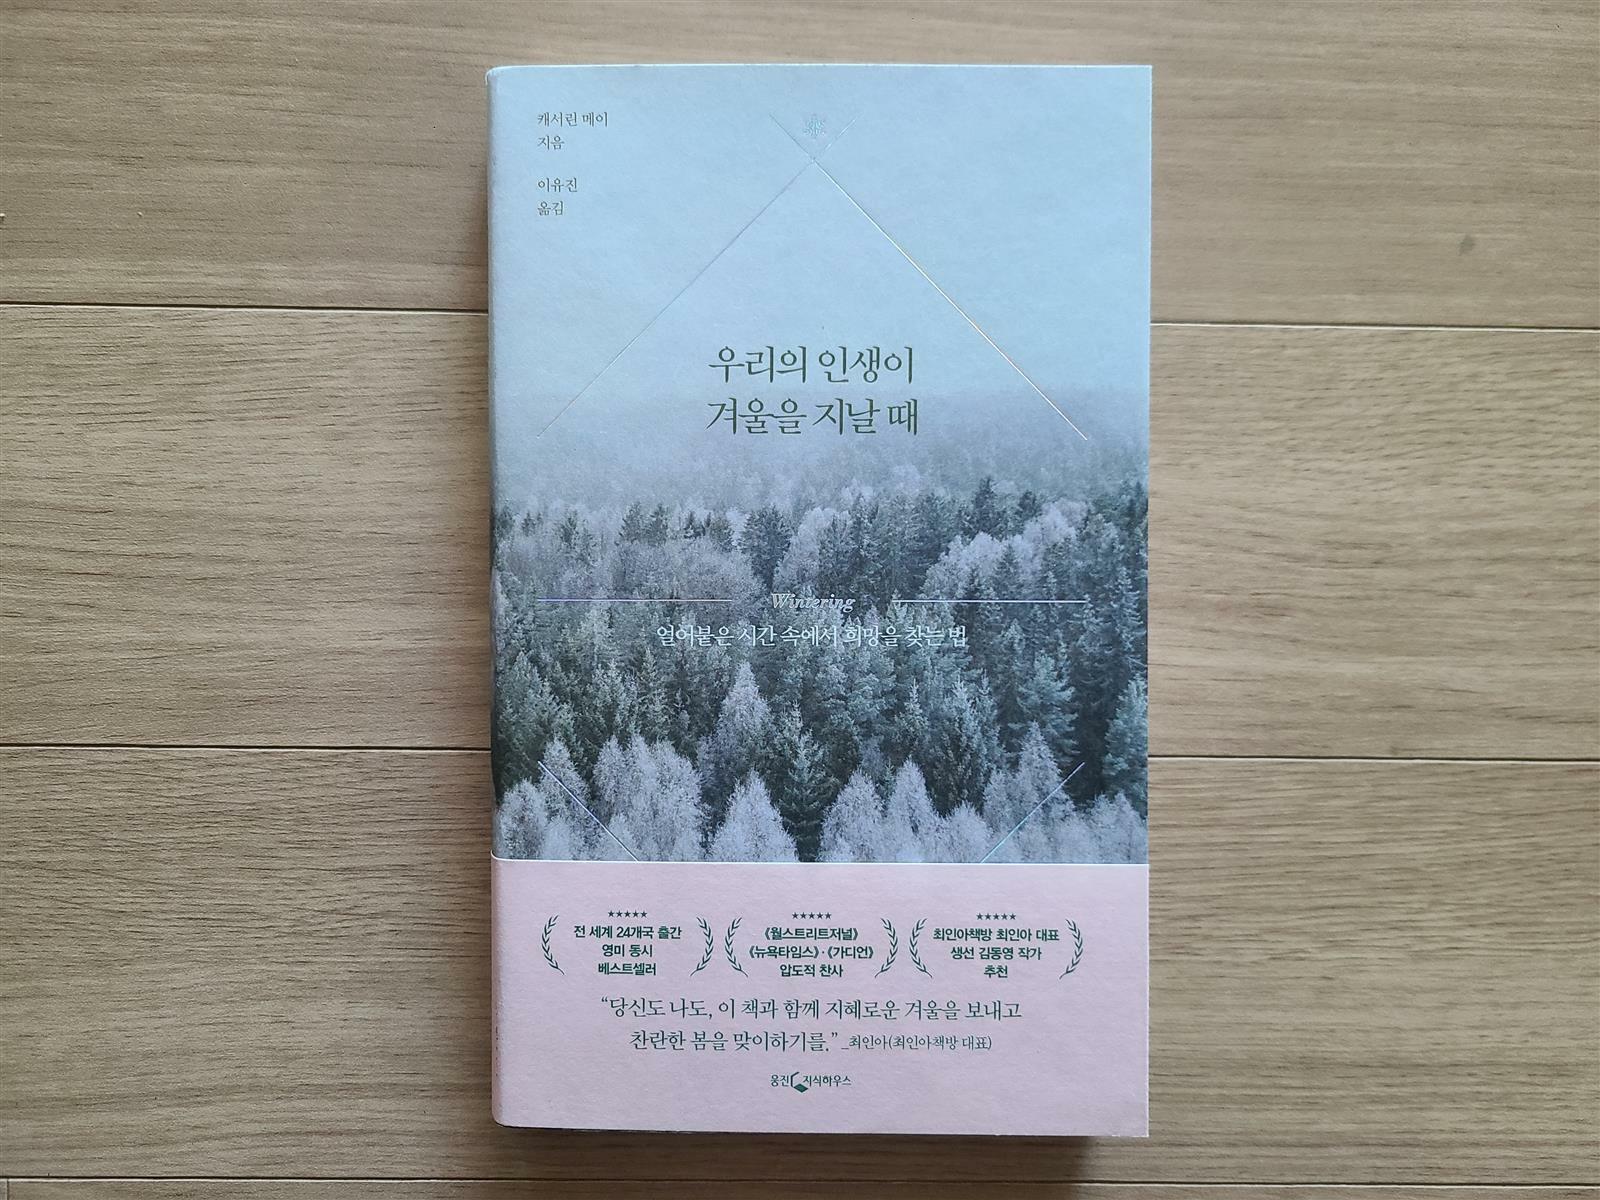 캐서린 메이
지음
이유진
옮김
우리의 인생이
겨울을 지날 때
Wintering
얼어붙은 시간 속에서 희망을 찾는 법
★★★★★
전 세계 24개국 출간
영미 동시
베스트셀러
★★★★★
《월스트리트저널》
《뉴욕타임스》·《가디언》
압도적 찬사
★★★★★
최인아책방 최인아 대표
생선 김동영 작가
추천
“당신도 나도, 이 책과 함께 지혜로운 겨울을 보내고
찬란한 봄을 맞이하기를.” _최인아(최인아책방 대표)
웅진 지식하우스